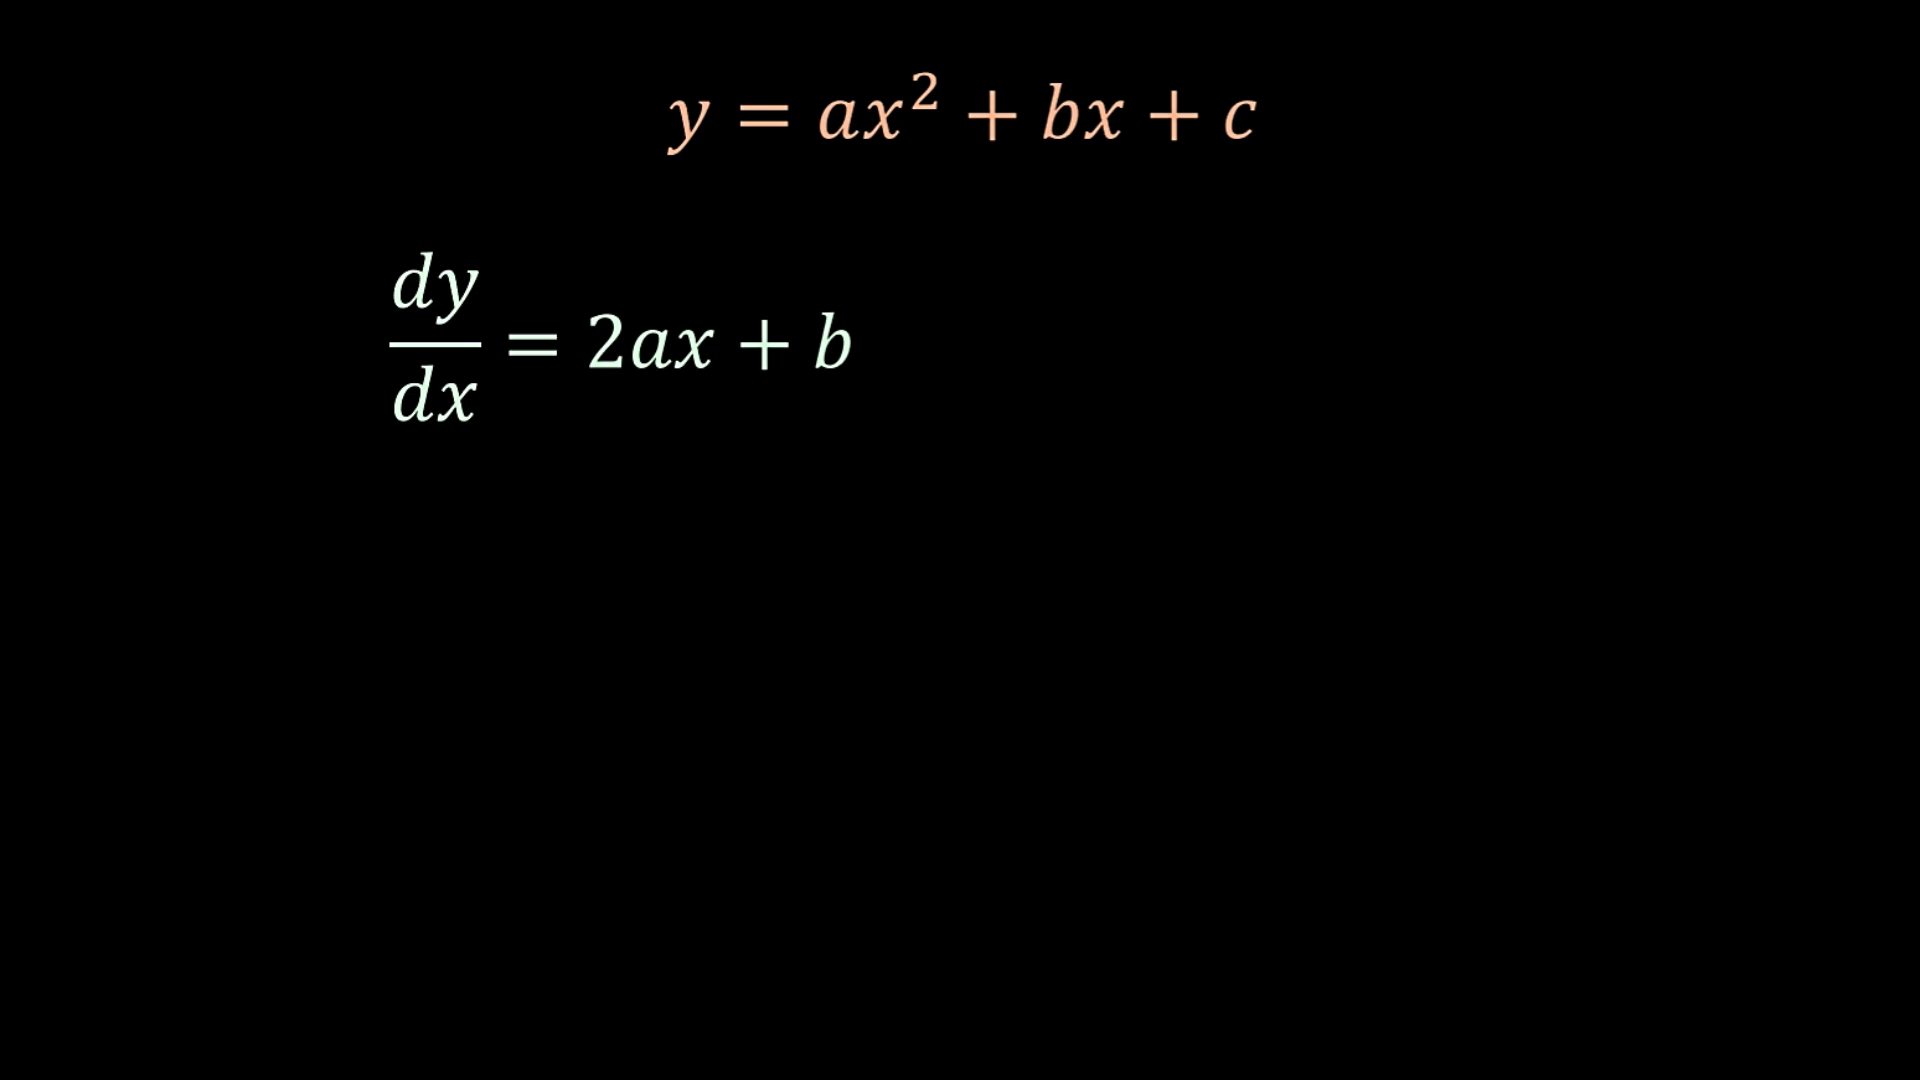 y = ax² + bx + c
dy/dx = 2ax + b